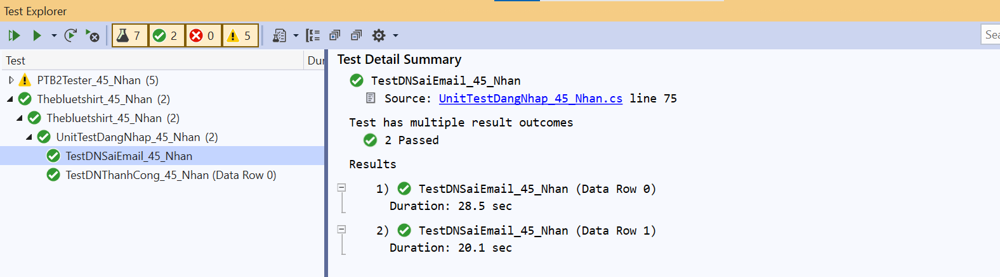 Test Explorer
7 2 0 5
Sea
Test Dur
PTB2Tester_45_Nhan (5)
Thebluetshirt_45_Nhan (2)
Thebluetshirt_45_Nhan (2)
UnitTestDangNhap_45_Nhan (2)
TestDNSaiEmail_45_Nhan
TestDNThanhCong_45_Nhan (Data Row 0)
Test Detail Summary
TestDNSaiEmail_45_Nhan
Source: UnitTestDangNhap_45_Nhan.cs line 75
Test has multiple result outcomes
2 Passed
Results
1) TestDNSaiEmail_45_Nhan (Data Row 0)
Duration: 28.5 sec
2) TestDNSaiEmail_45_Nhan (Data Row 1)
Duration: 20.1 sec